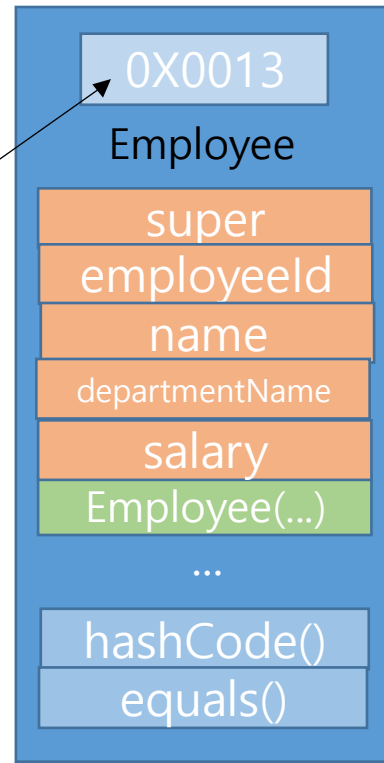 0X0013
Employee
super
employeeId
name
departmentName
salary
Employee(...)
...
hashCode()
equals()